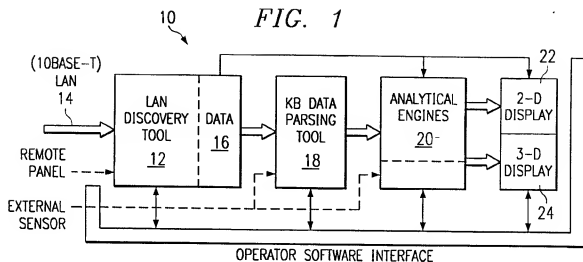 FIG. 1
10
(10BASE-T)
LAN
14
LAN
DISCOVERY
TOOL
12
DATA
16
KB DATA
PARSING
TOOL
18
ANALYTICAL
ENGINES
20
22
2-D
DISPLAY
3-D
DISPLAY
24
REMOTE
PANEL
EXTERNAL
SENSOR
OPERATOR SOFTWARE INTERFACE